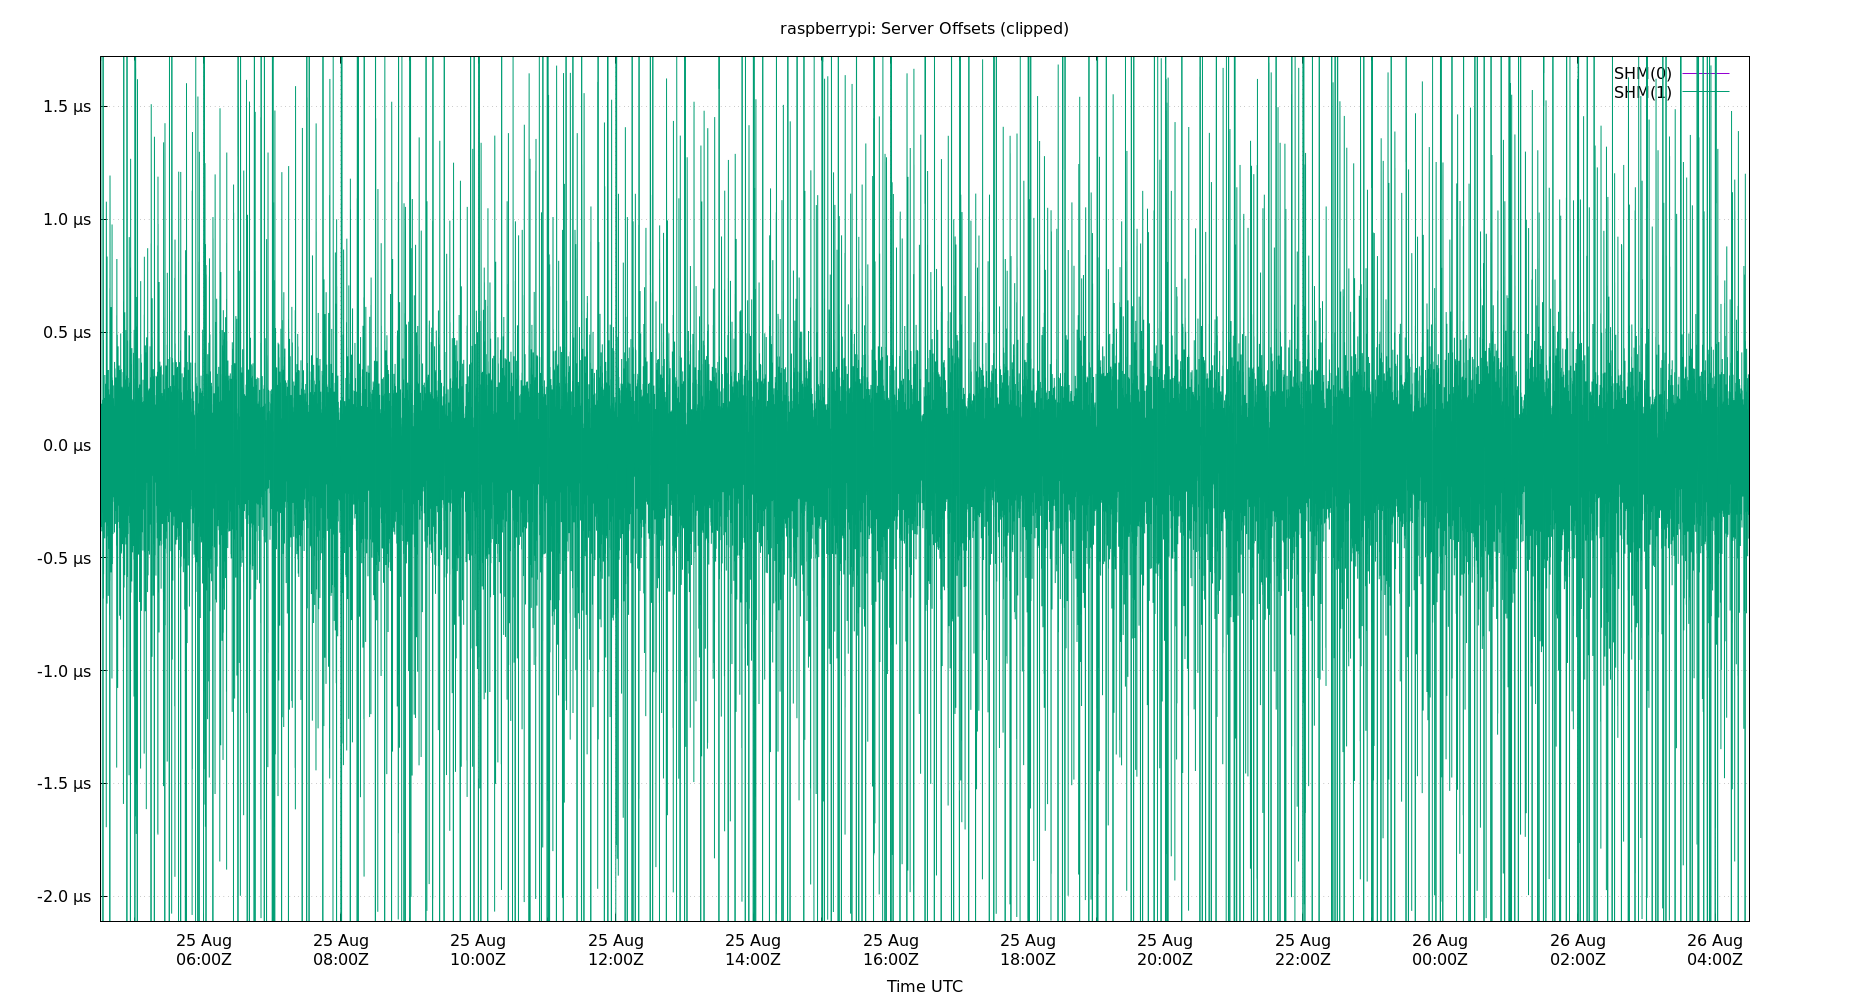 raspberrypi: Server Offsets (clipped)
SHM(0)
SHM(1)
1.5 µs
1.0 µs
0.5 µs
0.0 µs
-0.5 µs
-1.0 µs
-1.5 µs
-2.0 µs
25 Aug 25 Aug 25 Aug 25 Aug 25 Aug 25 Aug 25 Aug 25 Aug 25 Aug 26 Aug 26 Aug 26 Aug
06:00Z 08:00Z 10:00Z 12:00Z 14:00Z 16:00Z 18:00Z 20:00Z 22:00Z 00:00Z 02:00Z 04:00Z
Time UTC